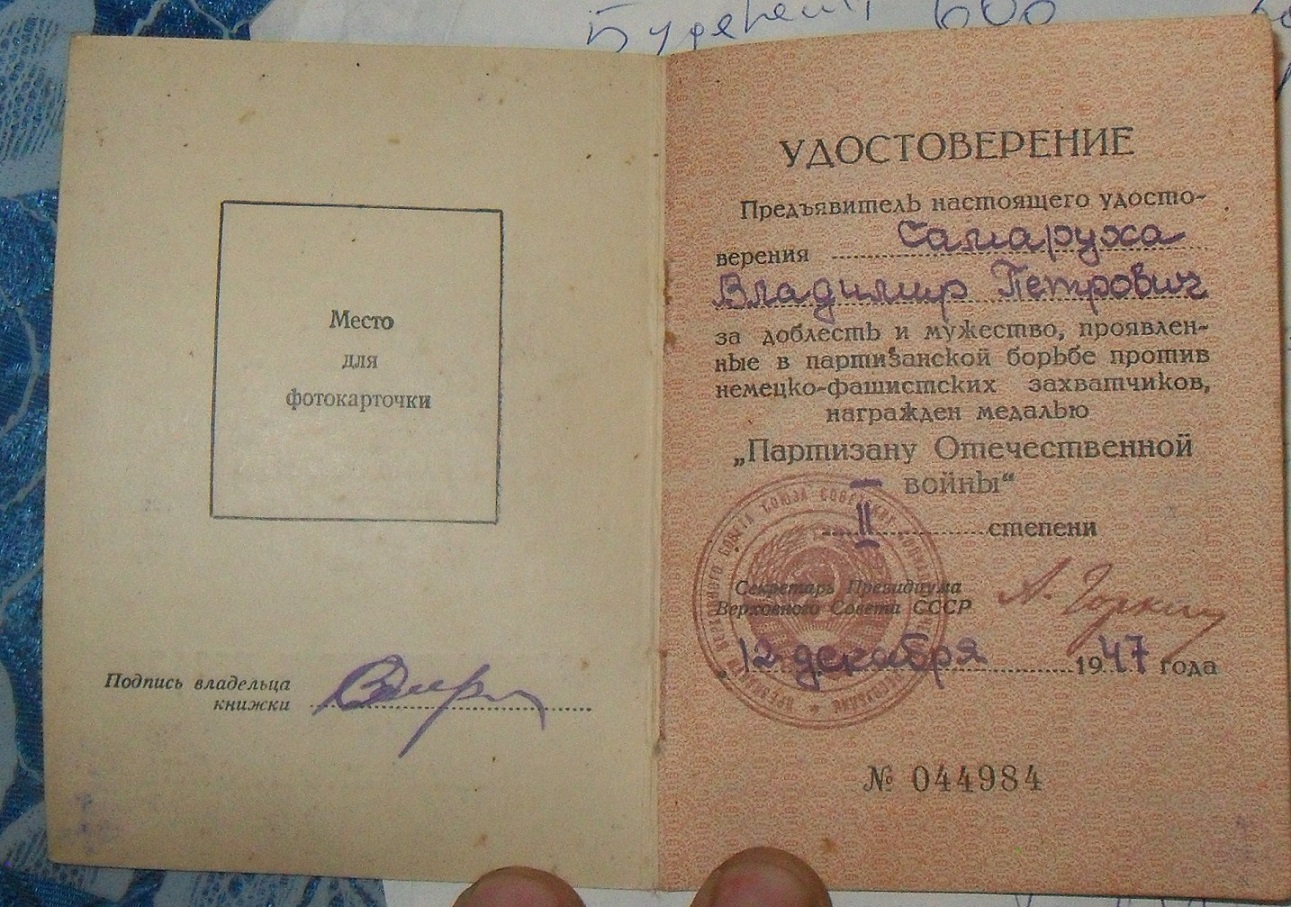 Место
для
фотокарточки
Подпись владельца
книжки
УДОСТОВЕРЕНИЕ
Предъявитель настоящего удосто-
верения Самаруха
Владимир Петрович
за доблесть и мужество, проявлен-
ные в партизанской борьбе против
немецко-фашистских захватчиков,
награжден медалью
„Партизану Отечественной
войны“
II степени
Секретарь Президиума
Верховного Совета СССР А. Горкин
12 декабря 1947 года
№ 044984